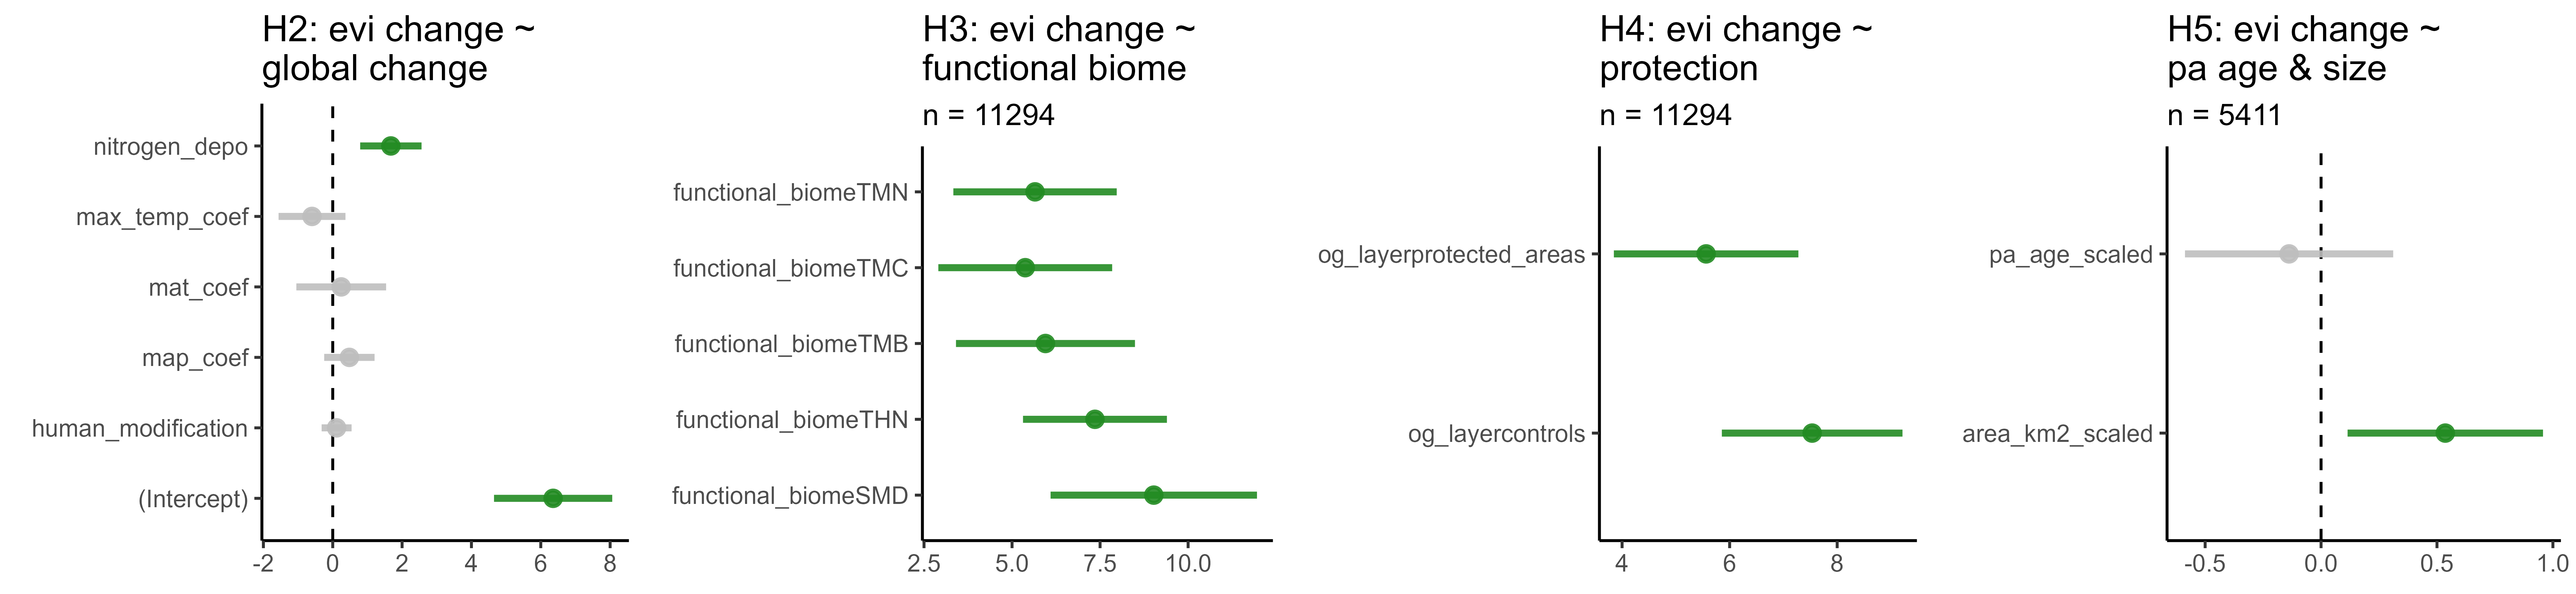 H2: evi change ~
global change
nitrogen_depo
max_temp_coef
mat_coef
map_coef
human_modification
(Intercept)
-2 0 2 4 6 8
H3: evi change ~
functional biome
n = 11294
functional_biomeTMN
functional_biomeTMC
functional_biomeTMB
functional_biomeTHN
functional_biomeSMD
2.5 5.0 7.5 10.0
H4: evi change ~
protection
n = 11294
og_layerprotected_areas
og_layercontrols
4 6 8
H5: evi change ~
pa age & size
n = 5411
pa_age_scaled
area_km2_scaled
-0.5 0.0 0.5 1.0